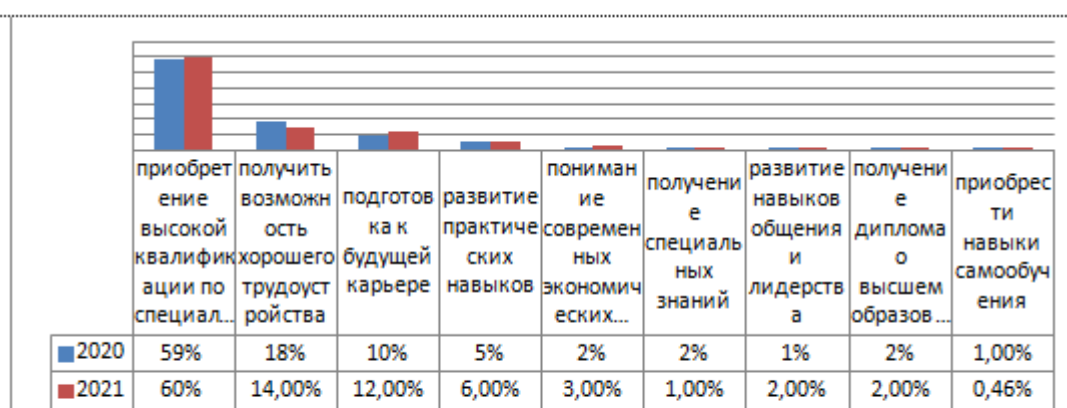 приобрет
ение
высокой
квалифик
ации по
специал...
получить
возможн
ость
хорошего
трудоуст
ройства
подготов
ка к
будущей
карьере
развитие
практиче
ских
навыков
пониман
ие
современ
ных
экономич
еских...
получени
е
специаль
ных
знаний
развитие
навыков
общения
и
лидерств
а
получени
е
диплома
о
высшем
образов...
приобрес
ти
навыки
самообуч
ения
2020 59% 18% 10% 5% 2% 2% 1% 2% 1,00%
2021 60% 14,00% 12,00% 6,00% 3,00% 1,00% 2,00% 2,00% 0,46%